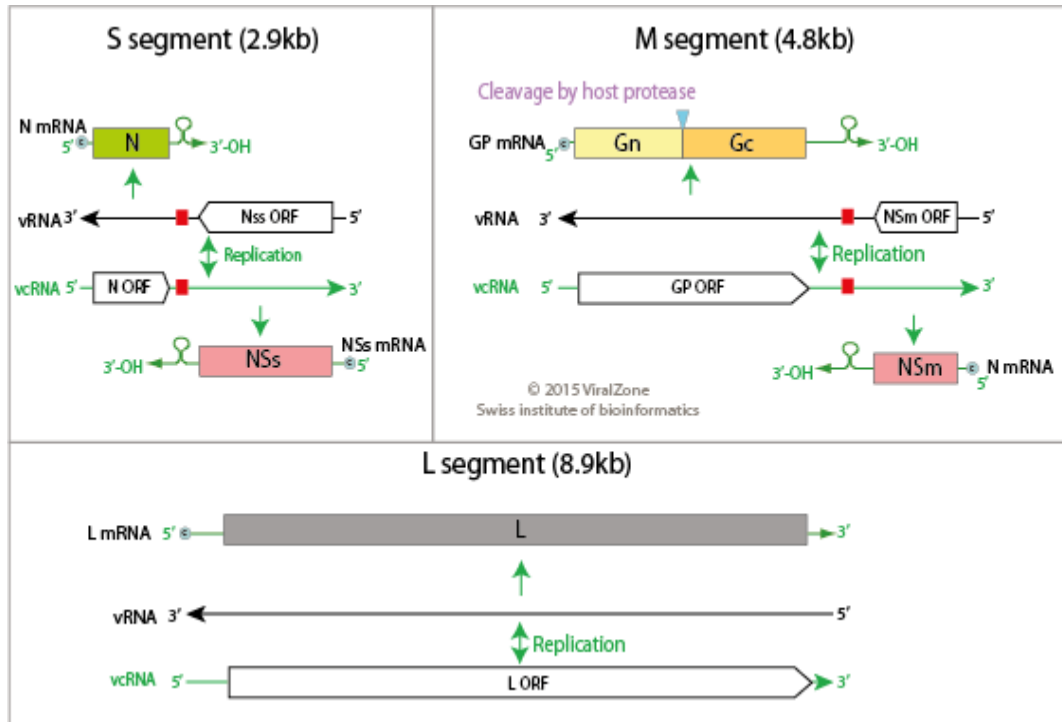 S segment (2.9kb)
N mRNA
5' c N 3'-OH
vRNA 3' Nss ORF 5'
Replication
vcRNA 5' N ORF 3'
NSs mRNA
3'-OH NSs c 5'
M segment (4.8kb)
Cleavage by host protease
GP mRNA c Gn Gc 3'-OH
5'
vRNA 3' NSm ORF 5'
Replication
vcRNA 5' GP ORF 3'
3'-OH NSm c N mRNA
5'
© 2015 ViralZone
Swiss institute of bioinformatics
L segment (8.9kb)
L mRNA 5' c L 3'
vRNA 3' 5'
Replication
vcRNA 5' L ORF 3'